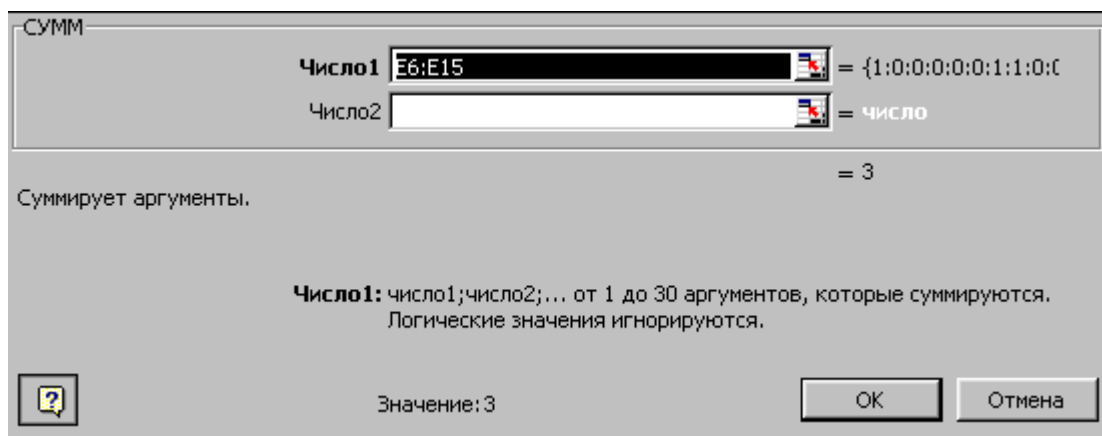 СУММ
Число1 E6:E15 = {1:0:0:0:0:0:1:1:0:0
Число2 = число
= 3
Суммирует аргументы.
Число1: число1;число2;... от 1 до 30 аргументов, которые суммируются.
Логические значения игнорируются.
? Значение:3 OK Отмена